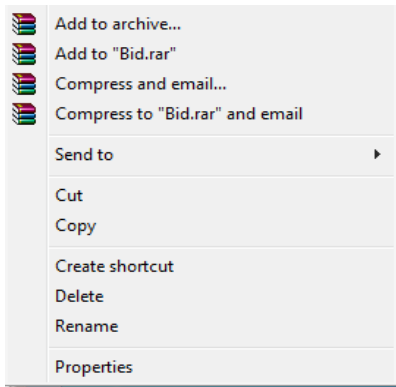 Add to archive...
Add to "Bid.rar"
Compress and email...
Compress to "Bid.rar" and email
Send to
Cut
Copy
Create shortcut
Delete
Rename
Properties